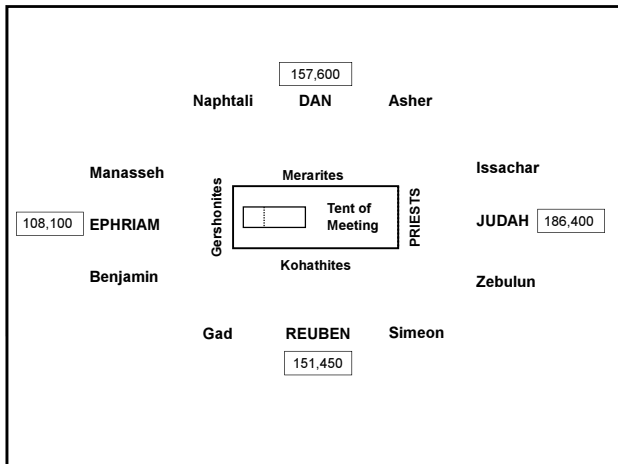 157,600
Naphtali DAN Asher
Manasseh
Merarites
Issachar
Gershonites
Tent of
Meeting
PRIESTS
108,100 EPHRIAM
JUDAH 186,400
Kohathites
Benjamin
Zebulun
Gad REUBEN Simeon
151,450